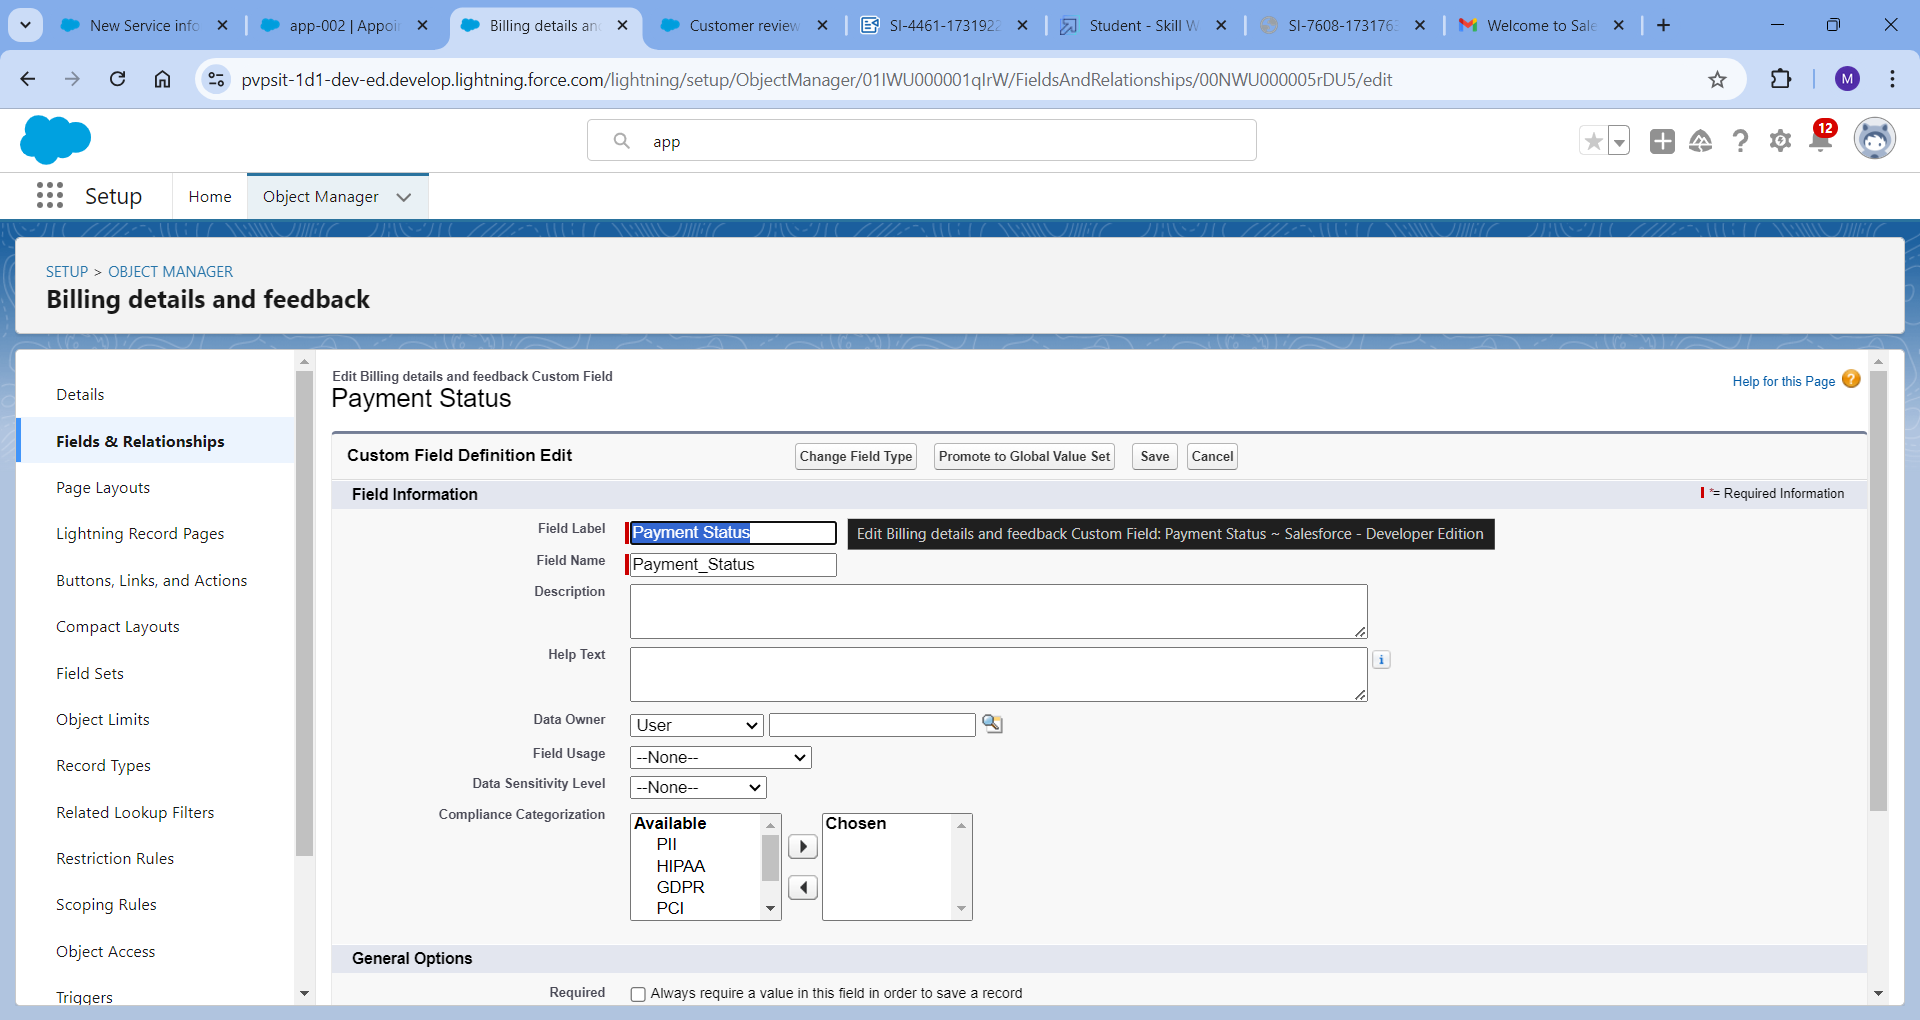 New Service info
app-002 | Appoi
Billing details an
Customer review
SI-4461-1731922
Student - Skill W
SI-7608-1731763
Welcome to Sale
pvpsit-1d1-dev-ed.develop.lightning.force.com/lightning/setup/ObjectManager/01IWU000001qIrW/FieldsAndRelationships/00NWU000005rDU5/edit
M
app
12
Setup
Home
Object Manager
SETUP > OBJECT MANAGER
Billing details and feedback
Details
Fields & Relationships
Page Layouts
Lightning Record Pages
Buttons, Links, and Actions
Compact Layouts
Field Sets
Object Limits
Record Types
Related Lookup Filters
Restriction Rules
Scoping Rules
Object Access
Triggers
Edit Billing details and feedback Custom Field
Payment Status
Help for this Page
Custom Field Definition Edit
Change Field Type
Promote to Global Value Set
Save
Cancel
Field Information
*= Required Information
Field Label Payment Status
Edit Billing details and feedback Custom Field: Payment Status ~ Salesforce - Developer Edition
Field Name Payment_Status
Description
Help Text
Data Owner User
Field Usage --None--
Data Sensitivity Level --None--
Compliance Categorization
Available
PII
HIPAA
GDPR
PCI
Chosen
General Options
Required Always require a value in this field in order to save a record